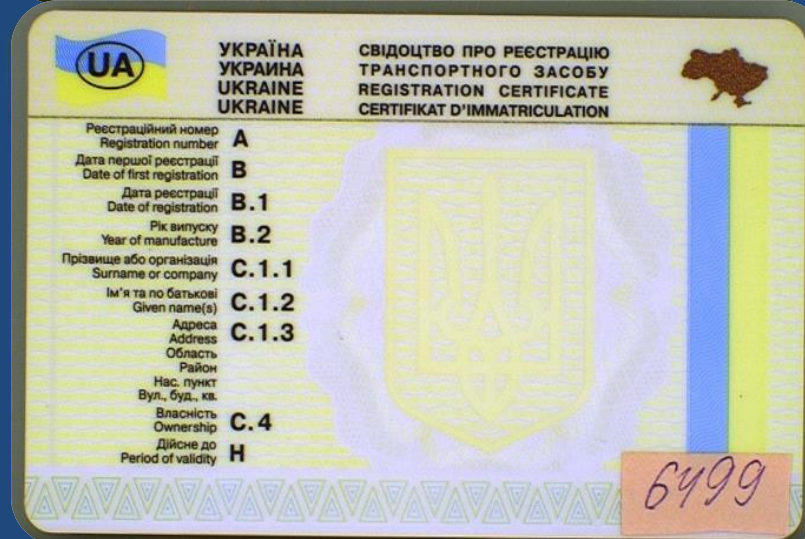 UA
УКРАЇНА
УКРАИНА
UKRAINE
UKRAINE
СВІДОЦТВО ПРО РЕЄСТРАЦІЮ
ТРАНСПОРТНОГО ЗАСОБУ
REGISTRATION CERTIFICATE
CERTIFIKAT D'IMMATRICULATION
Реєстраційний номер
Registration number A
Дата першої реєстрації
Date of first registration B
Дата реєстрації
Date of registration B.1
Рік випуску
Year of manufacture B.2
Прізвище або організація
Surname or company C.1.1
Ім'я та по батькові
Given name(s) C.1.2
Адреса
Address C.1.3
Область
Район
Нас. пункт
Вул., буд., кв.
Власність
Ownership C.4
Дійсне до
Period of validity H
6499